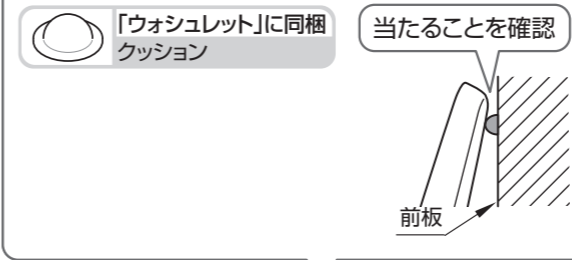 「ウォシュレット」に同梱
クッション
当たることを確認
前板